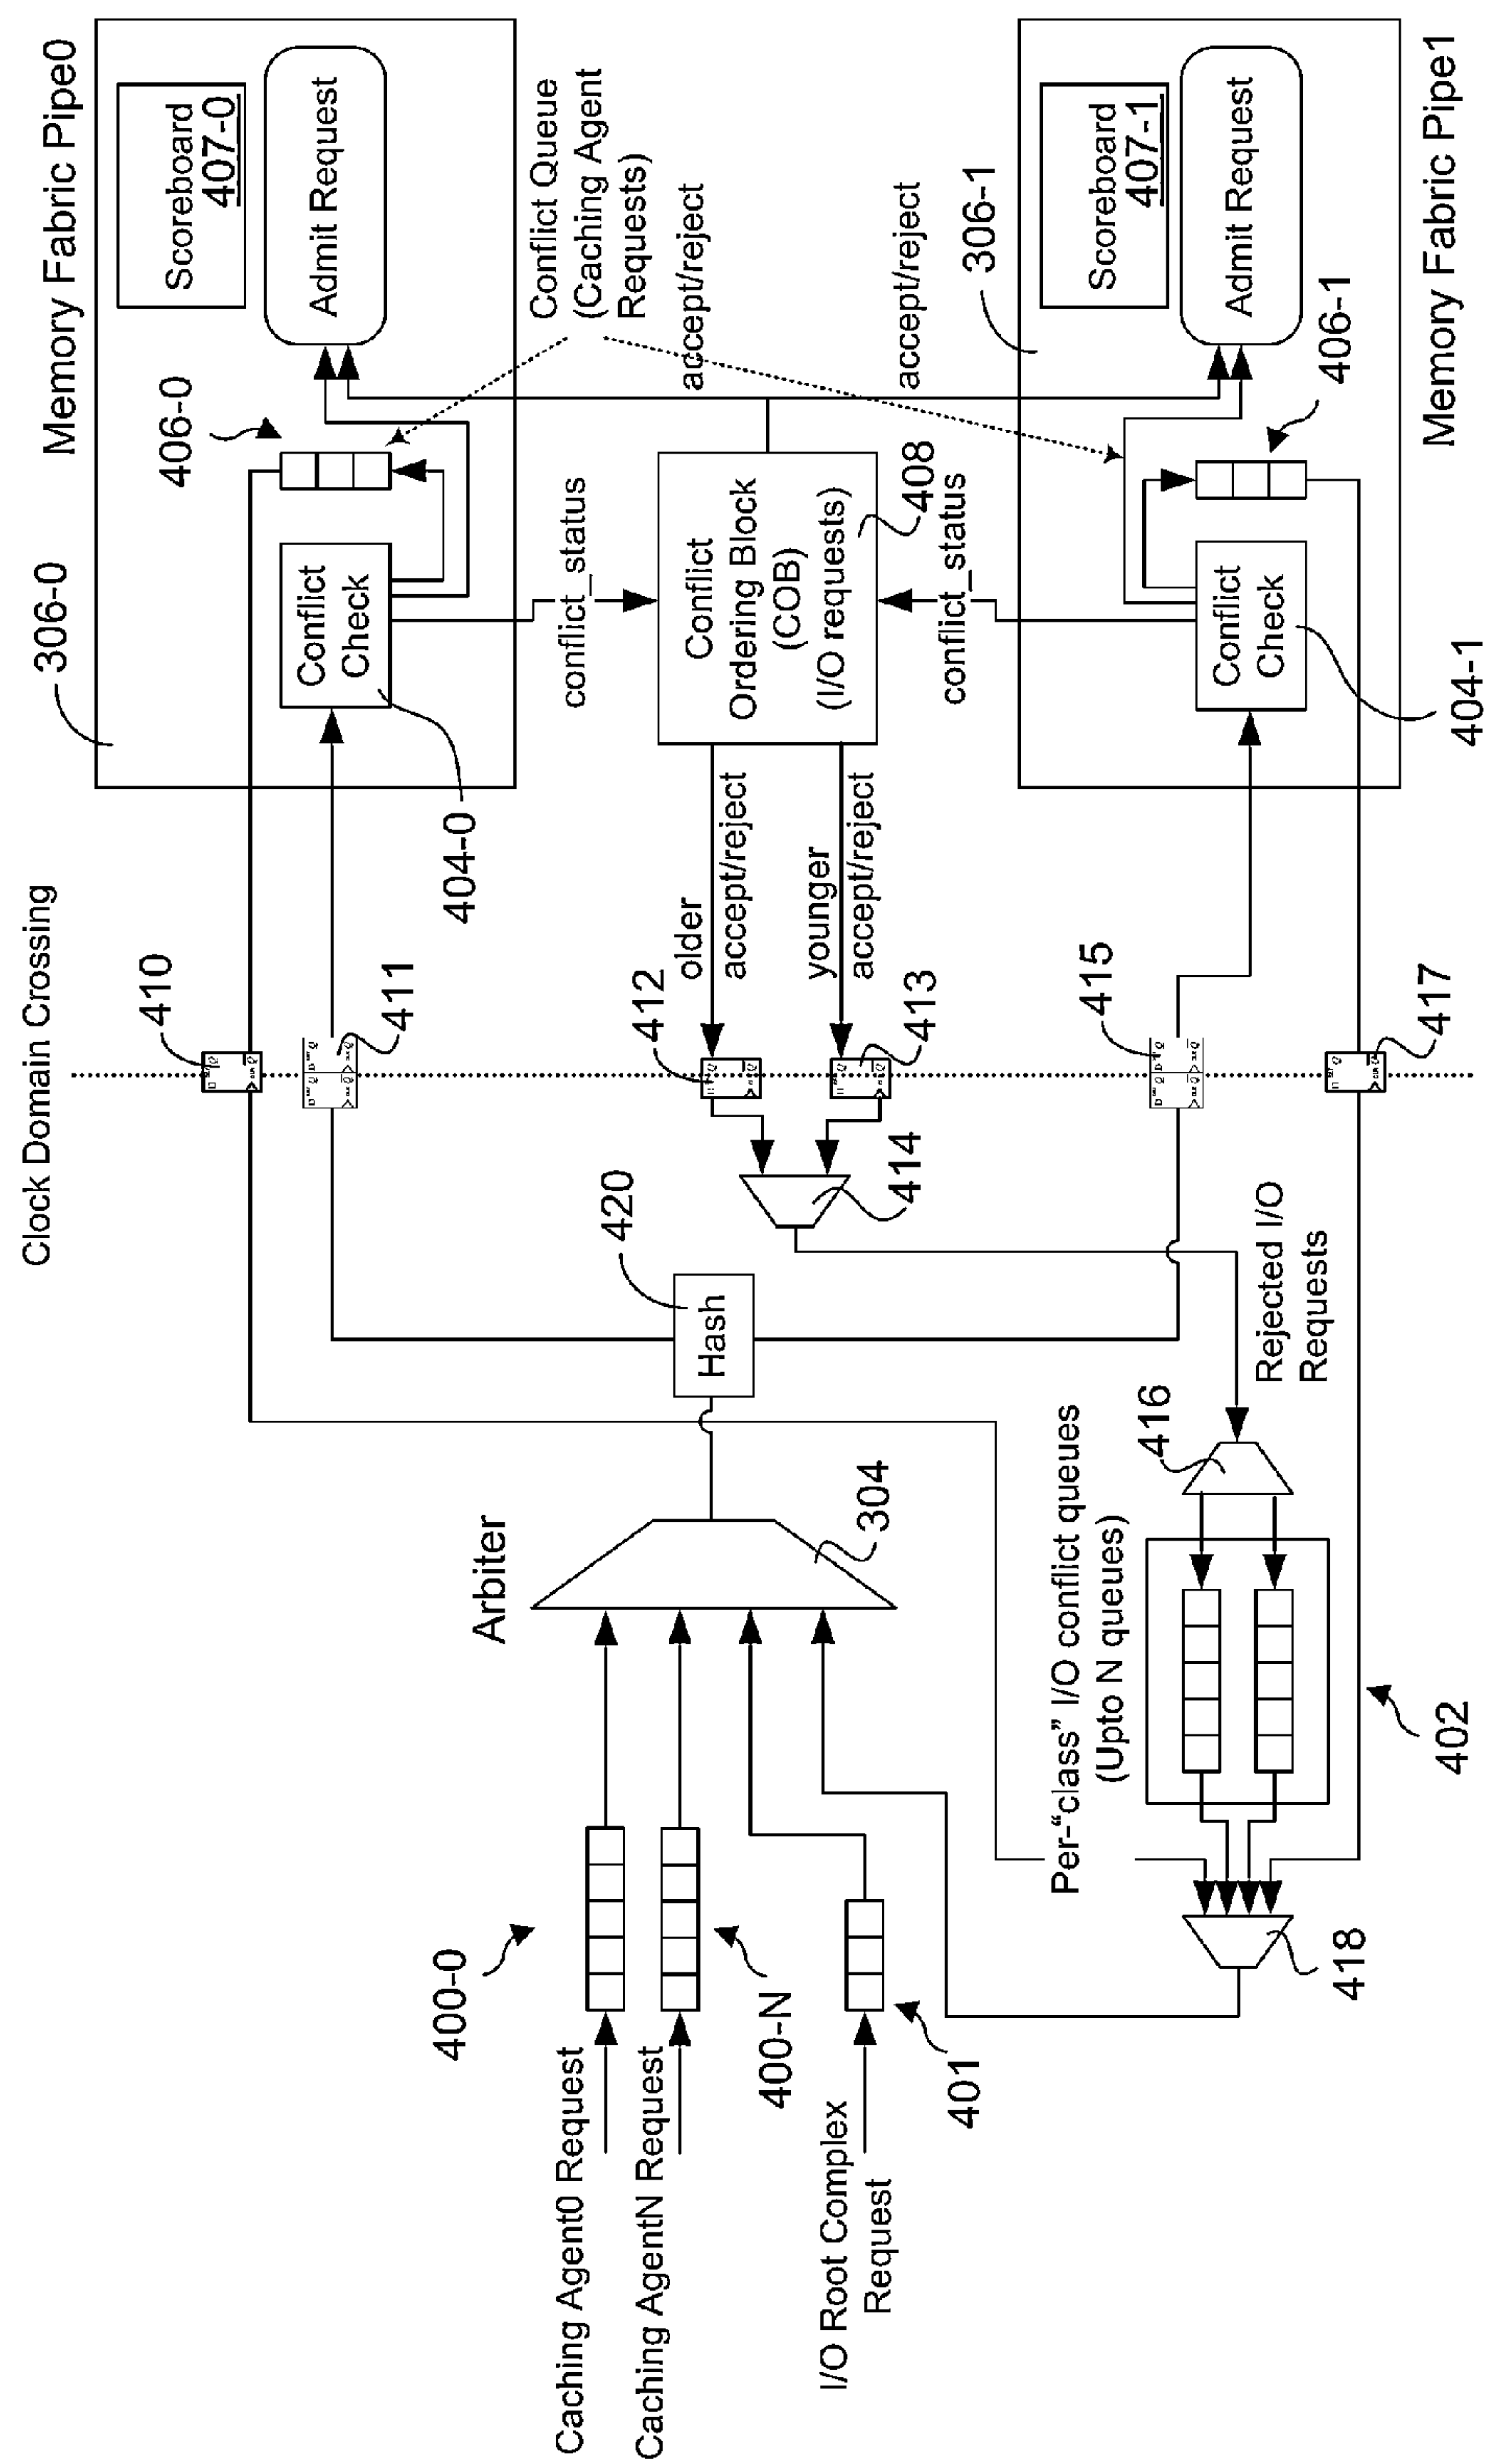 Clock Domain Crossing
Memory Fabric Pipe0
306-0
406-0
Scoreboard
407-0
Admit Request
Conflict
Check
404-0
410
411
Conflict Queue
(Caching Agent
Requests)
conflict_status
accept/reject
Arbiter
304
420
Hash
412
413
414
older
accept/reject
younger
accept/reject
Conflict
Ordering Block
(COB)
(I/O requests)
408
conflict_status
accept/reject
306-1
Caching Agent0 Request
400-0
Caching AgentN Request
400-N
I/O Root Complex
Request
401
Per-“class” I/O conflict queues
(Upto N queues)
416
Rejected I/O
Requests
402
418
415
417
Conflict
Check
404-1
406-1
Scoreboard
407-1
Admit Request
Memory Fabric Pipe1